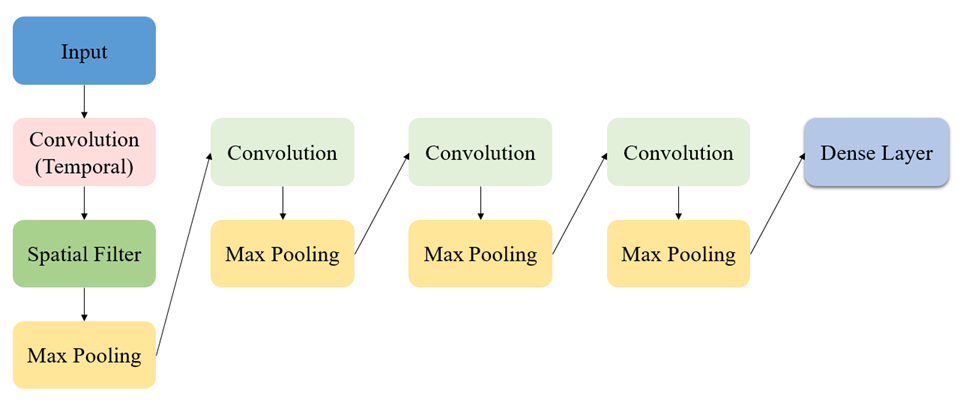 Input
Convolution
(Temporal)
Spatial Filter
Max Pooling
Convolution
Max Pooling
Convolution
Max Pooling
Convolution
Max Pooling
Dense Layer